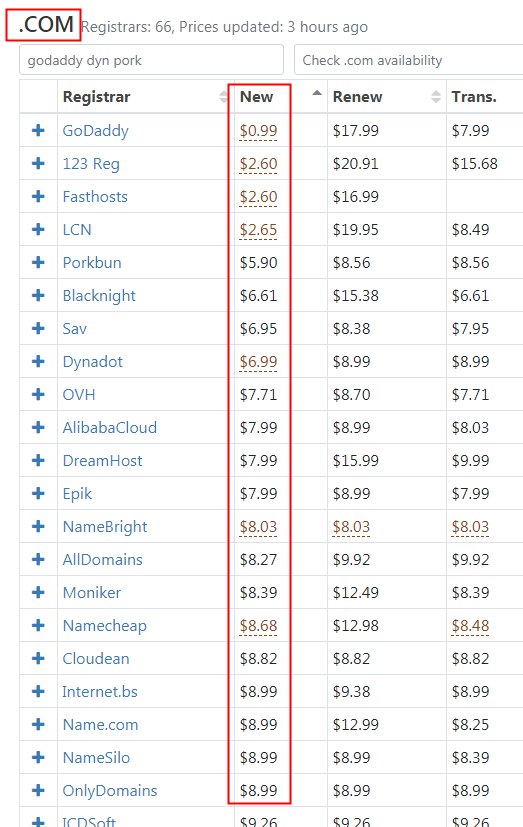 .COM Registrars: 66, Prices updated: 3 hours ago
godaddy dyn pork Check .com availability
Registrar New Renew Trans.
GoDaddy $0.99 $17.99 $7.99
123 Reg $2.60 $20.91 $15.68
Fasthosts $2.60 $16.99
LCN $2.65 $19.95 $8.49
Porkbun $5.90 $8.56 $8.56
Blacknight $6.61 $15.38 $6.61
Sav $6.95 $8.38 $7.95
Dynadot $6.99 $8.99 $8.99
OVH $7.71 $8.70 $7.71
AlibabaCloud $7.99 $8.99 $8.03
DreamHost $7.99 $15.99 $9.99
Epik $7.99 $8.99 $7.99
NameBright $8.03 $8.03 $8.03
AllDomains $8.27 $9.92 $9.92
Moniker $8.39 $12.49 $8.39
Namecheap $8.68 $12.98 $8.48
Cloudean $8.82 $8.82 $8.82
Internet.bs $8.99 $9.38 $8.99
Name.com $8.99 $12.99 $8.25
NameSilo $8.99 $8.99 $8.39
OnlyDomains $8.99 $8.99 $8.99
ICDSoft $9.26 $9.26 $9.26